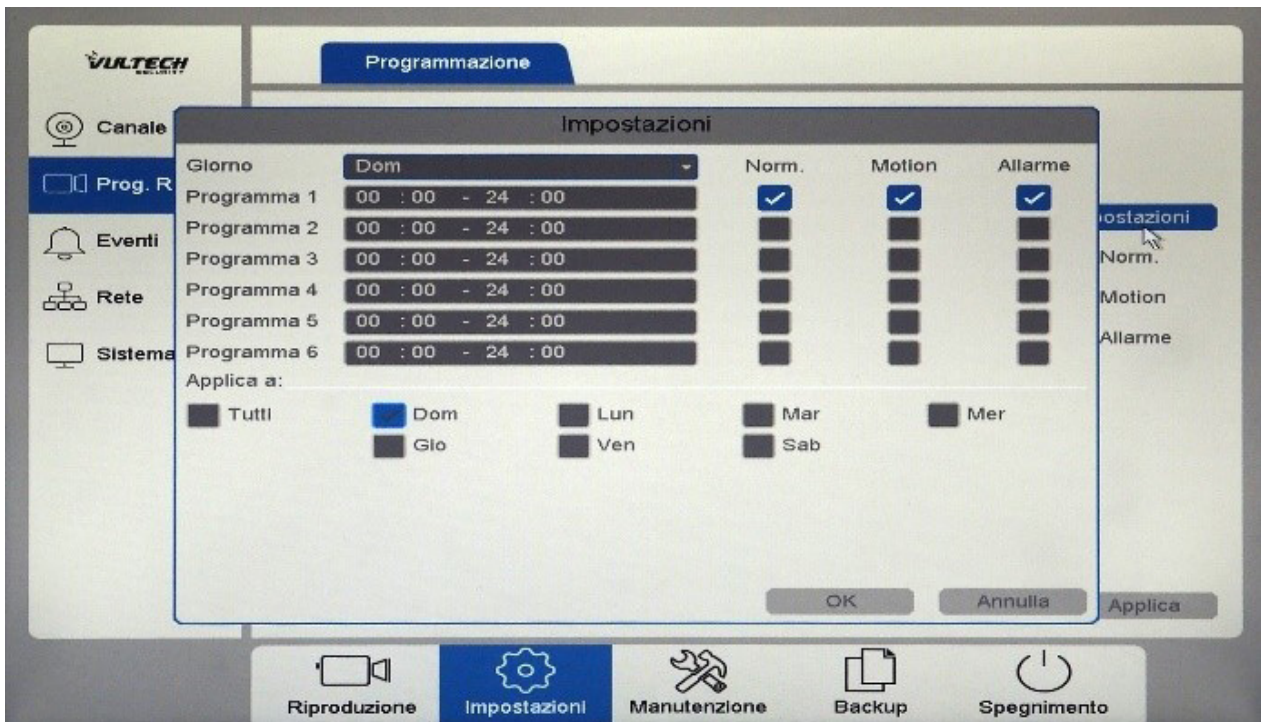 VULTECH
SECURITY
Programmazione
Canale
Prog. R
Eventi
Rete
Sistema
Impostazioni
Giorno Dom Norm. Motion Allarme
Programma 1 00 :00 - 24 :00
Programma 2 00 :00 - 24 :00
Programma 3 00 :00 - 24 :00
Programma 4 00 :00 - 24 :00
Programma 5 00 :00 - 24 :00
Programma 6 00 :00 - 24 :00
Applica a:
Tutti Dom Lun Mar Mer
Gio Ven Sab
OK Annulla
postazioni
Norm.
Motion
Allarme
Applica
Riproduzione Impostazioni Manutenzione Backup Spegnimento